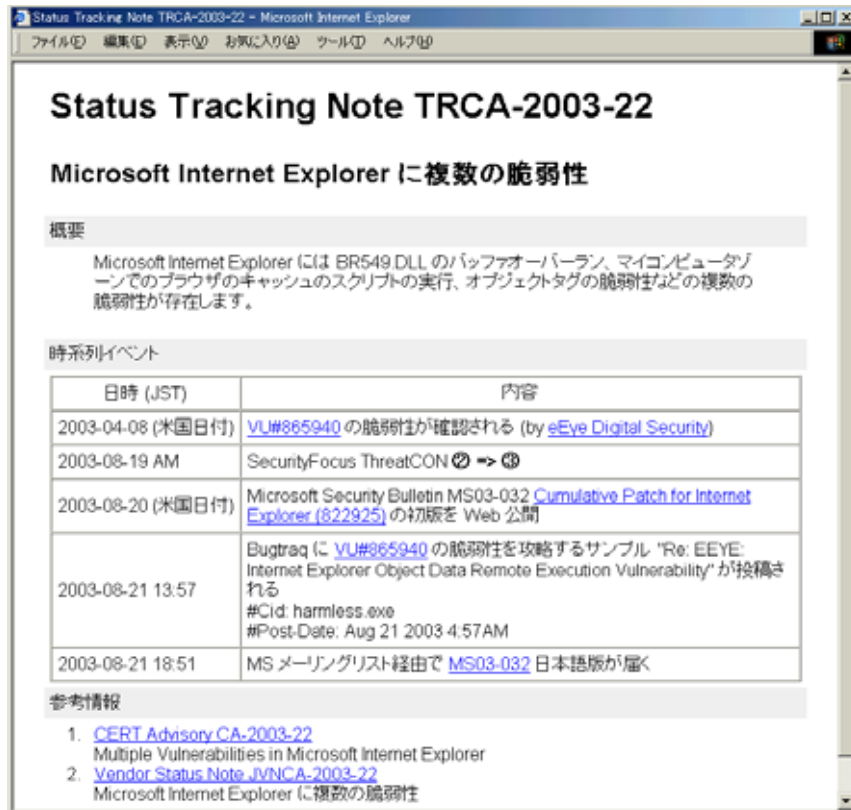 Status Tracking Note TRCA-2003-22 - Microsoft Internet Explorer
ファイル(F) 編集(E) 表示(V) お気に入り(A) ツール(T) ヘルプ(H)
Status Tracking Note TRCA-2003-22
Microsoft Internet Explorer に複数の脆弱性
概要
Microsoft Internet Explorer には BR549.DLL のバッファオーバーラン、マイコンピュータゾ
ーンでのブラウザのキャッシュのスクリプトの実行、オブジェクトタグの脆弱性などの複数の
脆弱性が存在します。
時系列イベント
日時 (JST) 内容
2003-04-08 (米国日付) VU#865940 の脆弱性が確認される (by eEye Digital Security)
2003-08-19 AM SecurityFocus ThreatCON ② => ③
2003-08-20 (米国日付) Microsoft Security Bulletin MS03-032 Cumulative Patch for Internet
Explorer (822925) の初版を Web 公開
2003-08-21 13:57 Bugtraq に VU#865940 の脆弱性を攻略するサンプル "Re: EEYE:
Internet Explorer Object Data Remote Execution Vulnerability" が投稿さ
れる
#Cid: harmless.exe
#Post-Date: Aug 21 2003 4:57AM
2003-08-21 18:51 MS メーリングリスト経由で MS03-032 日本語版が届く
参考情報
1. CERT Advisory CA-2003-22
Multiple Vulnerabilities in Microsoft Internet Explorer
2. Vendor Status Note JVNCA-2003-22
Microsoft Internet Explorer に複数の脆弱性